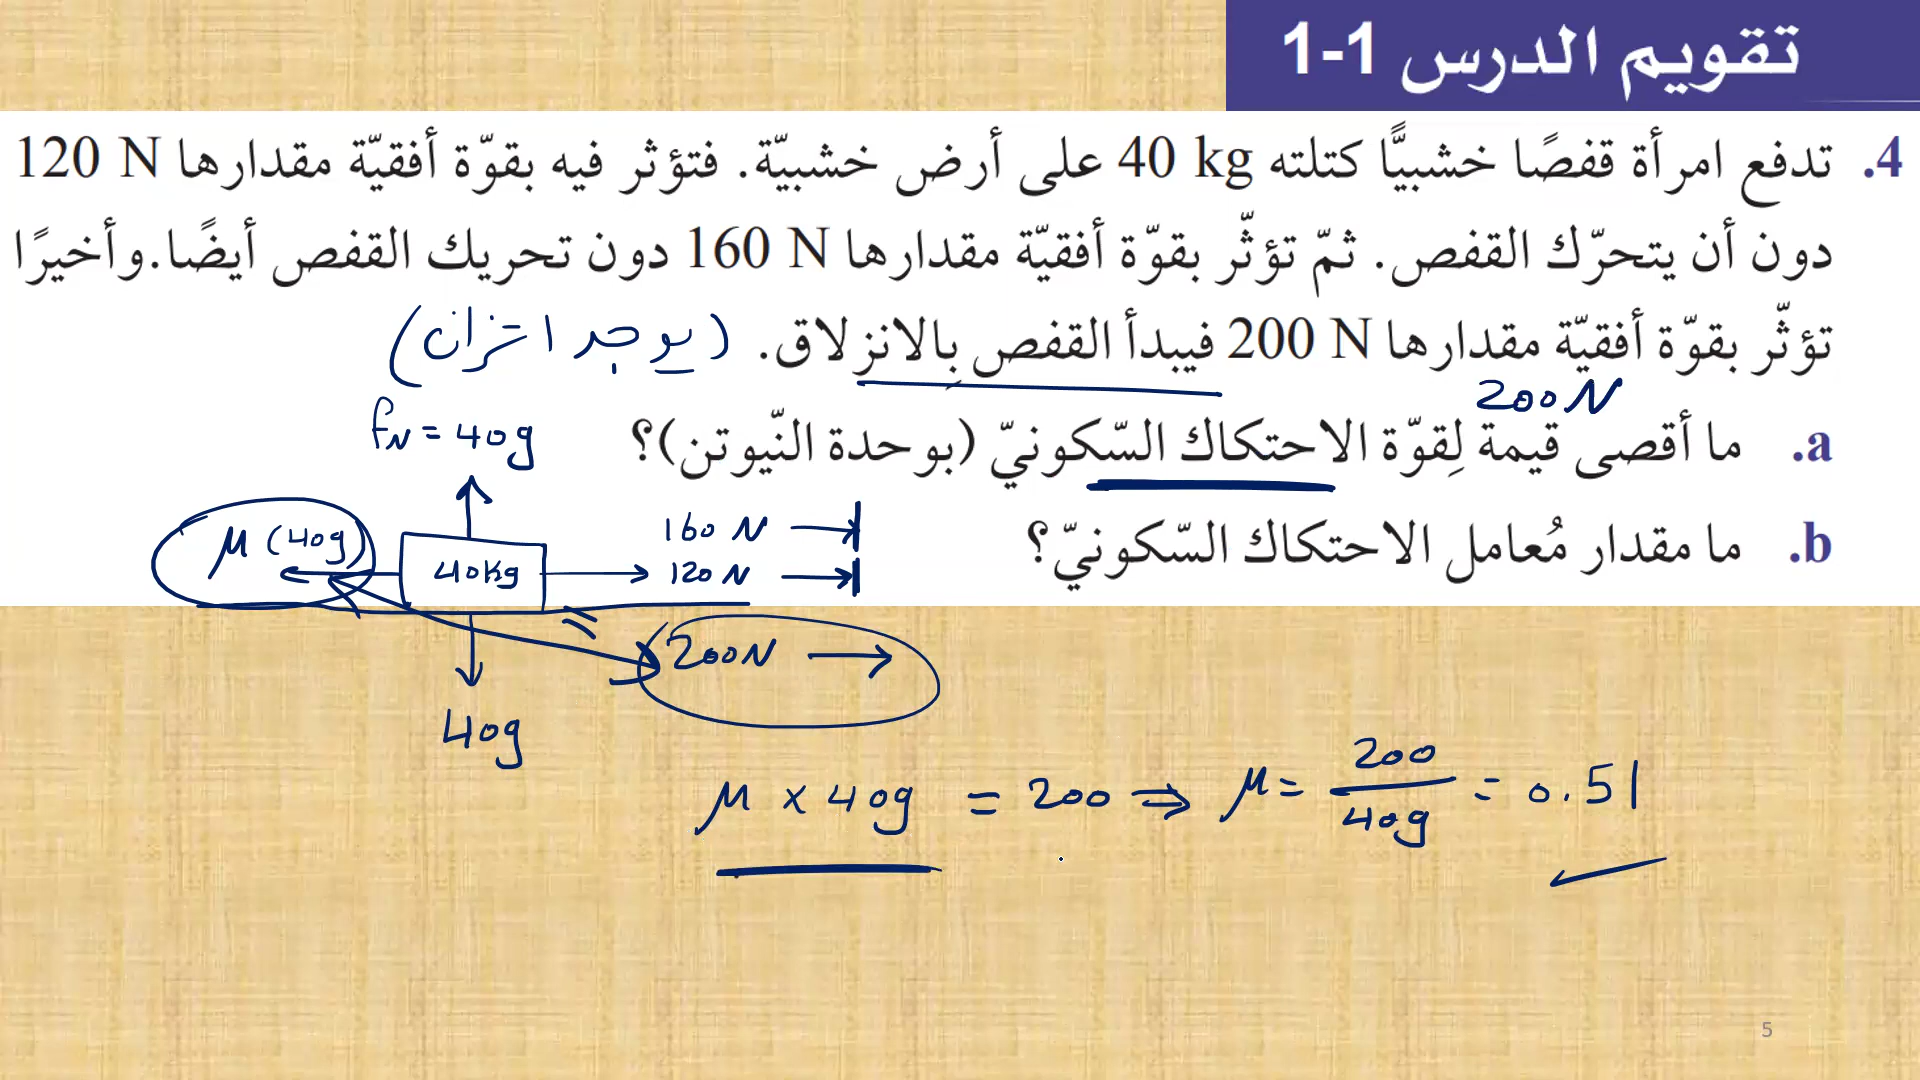 تقويم الدرس 1-1
4. تدفع امرأة قفصًا خشبيًّا كتلته 40 kg على أرض خشبيّة. فتؤثر فيه بقوّة أفقيّة مقدارها 120 N
دون أن يتحرّك القفص. ثمّ تؤثّر بقوّة أفقيّة مقدارها 160 N دون تحريك القفص أيضًا.وأخيرًا
تؤثّر بقوّة أفقيّة مقدارها 200 N فيبدأ القفص بِالانزلاق. (يوجد اتزان)
200N
a. ما أقصى قيمة لِقوّة الاحتكاك السّكونيّ (بوحدة النّيوتن)؟
fN = 40g
b. ما مقدار مُعامل الاحتكاك السّكونيّ؟
160 N
μ (40g)
40kg
120 N
200N
40g
μ x 40g = 200 ⇒ μ = 200/40g = 0.51
5